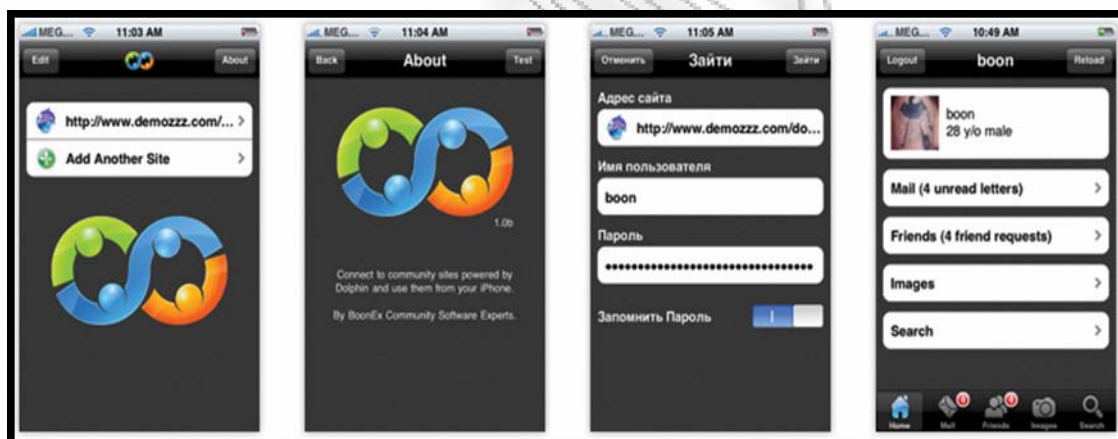 MEG... 11:03 AM
Edit About
http://www.demozzz.com/...
Add Another Site
MEG... 11:04 AM
Back About Test
1.0b
Connect to community sites powered by
Dolphin and use them from your iPhone.
By BoonEx Community Software Experts.
MEG... 11:05 AM
Отменить Зайти Зайти
Адрес сайта
http://www.demozzz.com/do...
Имя пользователя
boon
Пароль
••••••••••••••••••••••••••••••••
Запомнить Пароль
MEG... 10:49 AM
Logout boon Reload
boon
28 y/o male
Mail (4 unread letters)
Friends (4 friend requests)
Images
Search
4 4
Home Mail Friends Images Search